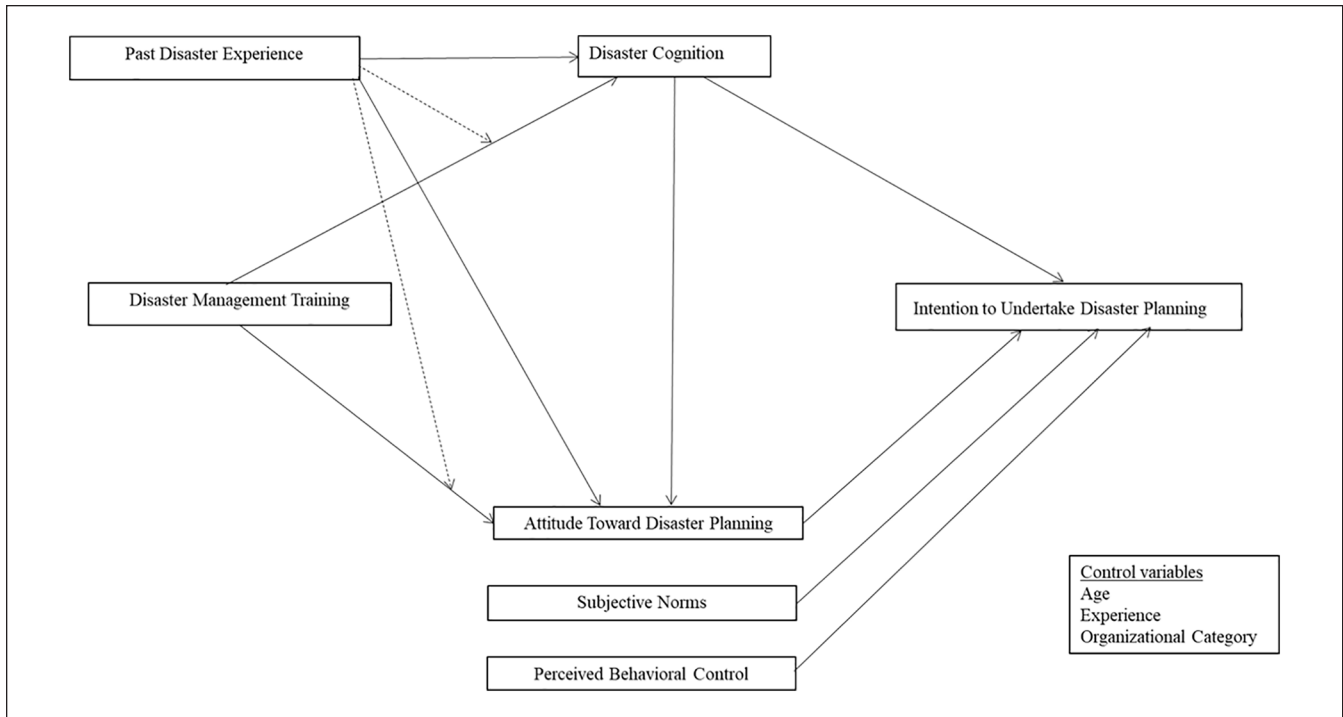 Past Disaster Experience
Disaster Cognition
Disaster Management Training
Intention to Undertake Disaster Planning
Attitude Toward Disaster Planning
Subjective Norms
Perceived Behavioral Control
Control variables
Age
Experience
Organizational Category